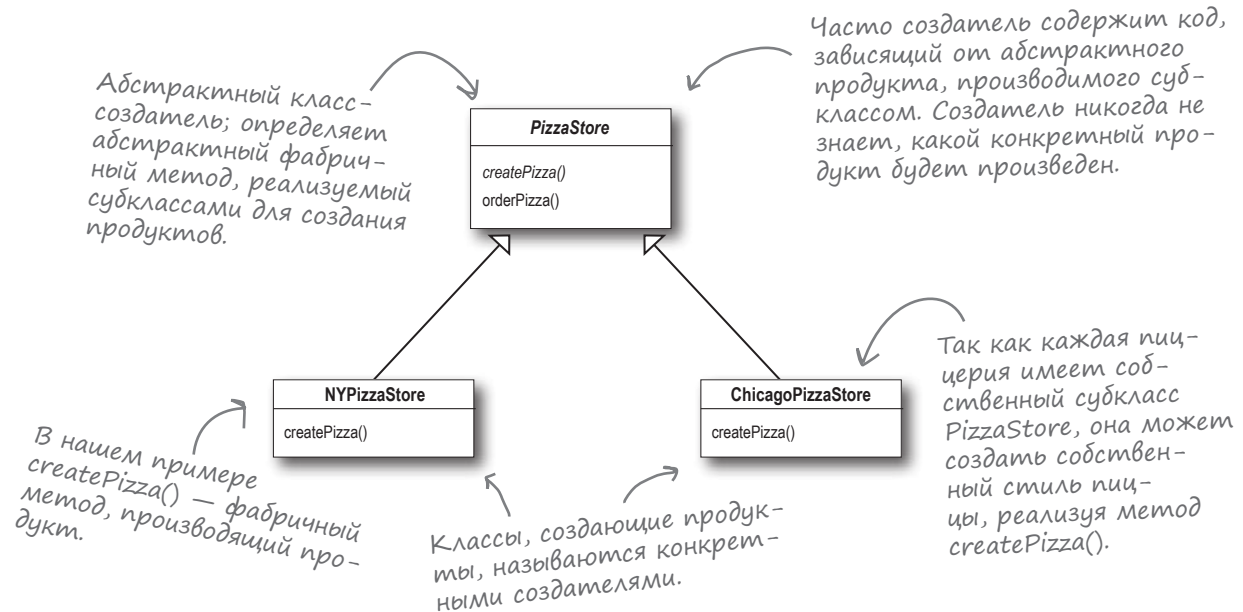 Абстрактный класс-
создатель; определяет
абстрактный фабрич-
ный метод, реализуемый
субклассами для создания
продуктов.
Часто создатель содержит код,
зависящий от абстрактного
продукта, производимого суб-
классом. Создатель никогда не
знает, какой конкретный про-
дукт будет произведен.
PizzaStore
createPizza()
orderPizza()
NYPizzaStore
createPizza()
ChicagoPizzaStore
createPizza()
Так как каждая пиц-
церия имеет соб-
ственный субкласс
PizzaStore, она может
создать собствен-
ный стиль пиц-
цы, реализуя метод
createPizza().
В нашем примере
createPizza() — фабричный
метод, производящий про-
дукт.
Классы, создающие продук-
ты, называются конкрет-
ными создателями.